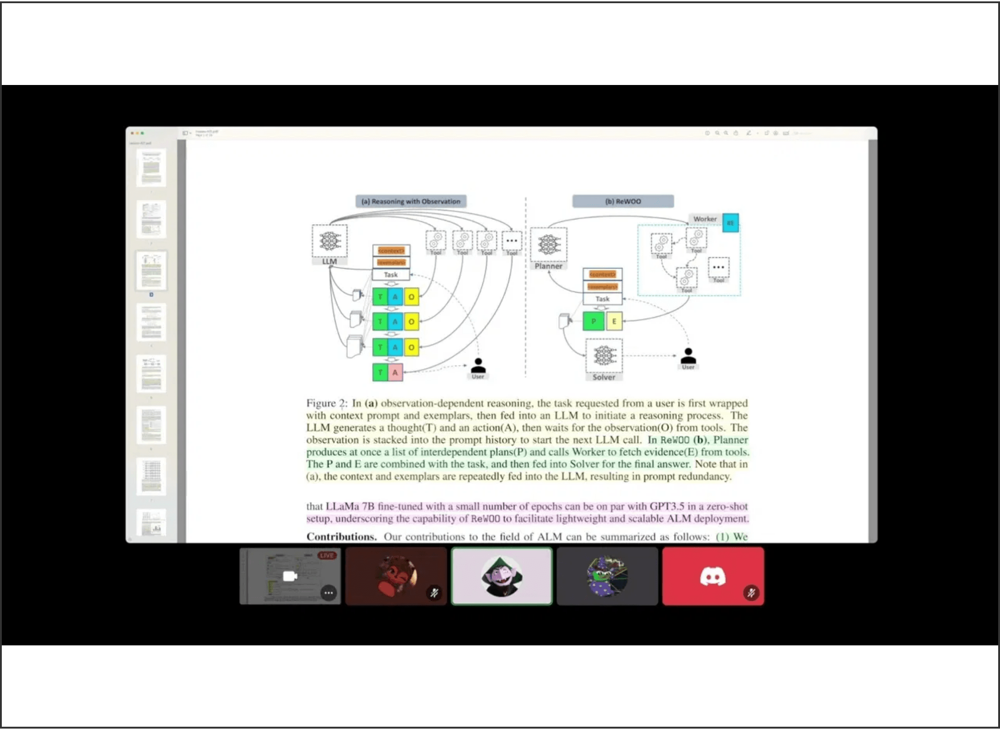 (a) Reasoning with Observation
LLM
<context>
<exemplars>
Task
Tool
Tool
Tool
Tool
T A O
T A O
T A O
T A
User
(b) ReWOO
Planner
Worker
Tool
Tool
Tool
Tool
<context>
<exemplars>
Task
P E
Solver
User
Figure 2: In (a) observation-dependent reasoning, the task requested from a user is first wrapped
with context prompt and exemplars, then fed into an LLM to initiate a reasoning process. The
LLM generates a thought(T) and an action(A), then waits for the observation(O) from tools. The
observation is stacked into the prompt history to start the next LLM call. In ReWOO (b), Planner
produces at once a list of interdependent plans(P) and calls Worker to fetch evidence(E) from tools.
The P and E are combined with the task, and then fed into Solver for the final answer. Note that in
(a), the context and exemplars are repeatedly fed into the LLM, resulting in prompt redundancy.
that LLaMa 7B fine-tuned with a small number of epochs can be on par with GPT3.5 in a zero-shot
setup, underscoring the capability of ReWOO to facilitate lightweight and scalable ALM deployment.
Contributions. Our contributions to the field of ALM can be summarized as follows: (1) We
LIVE